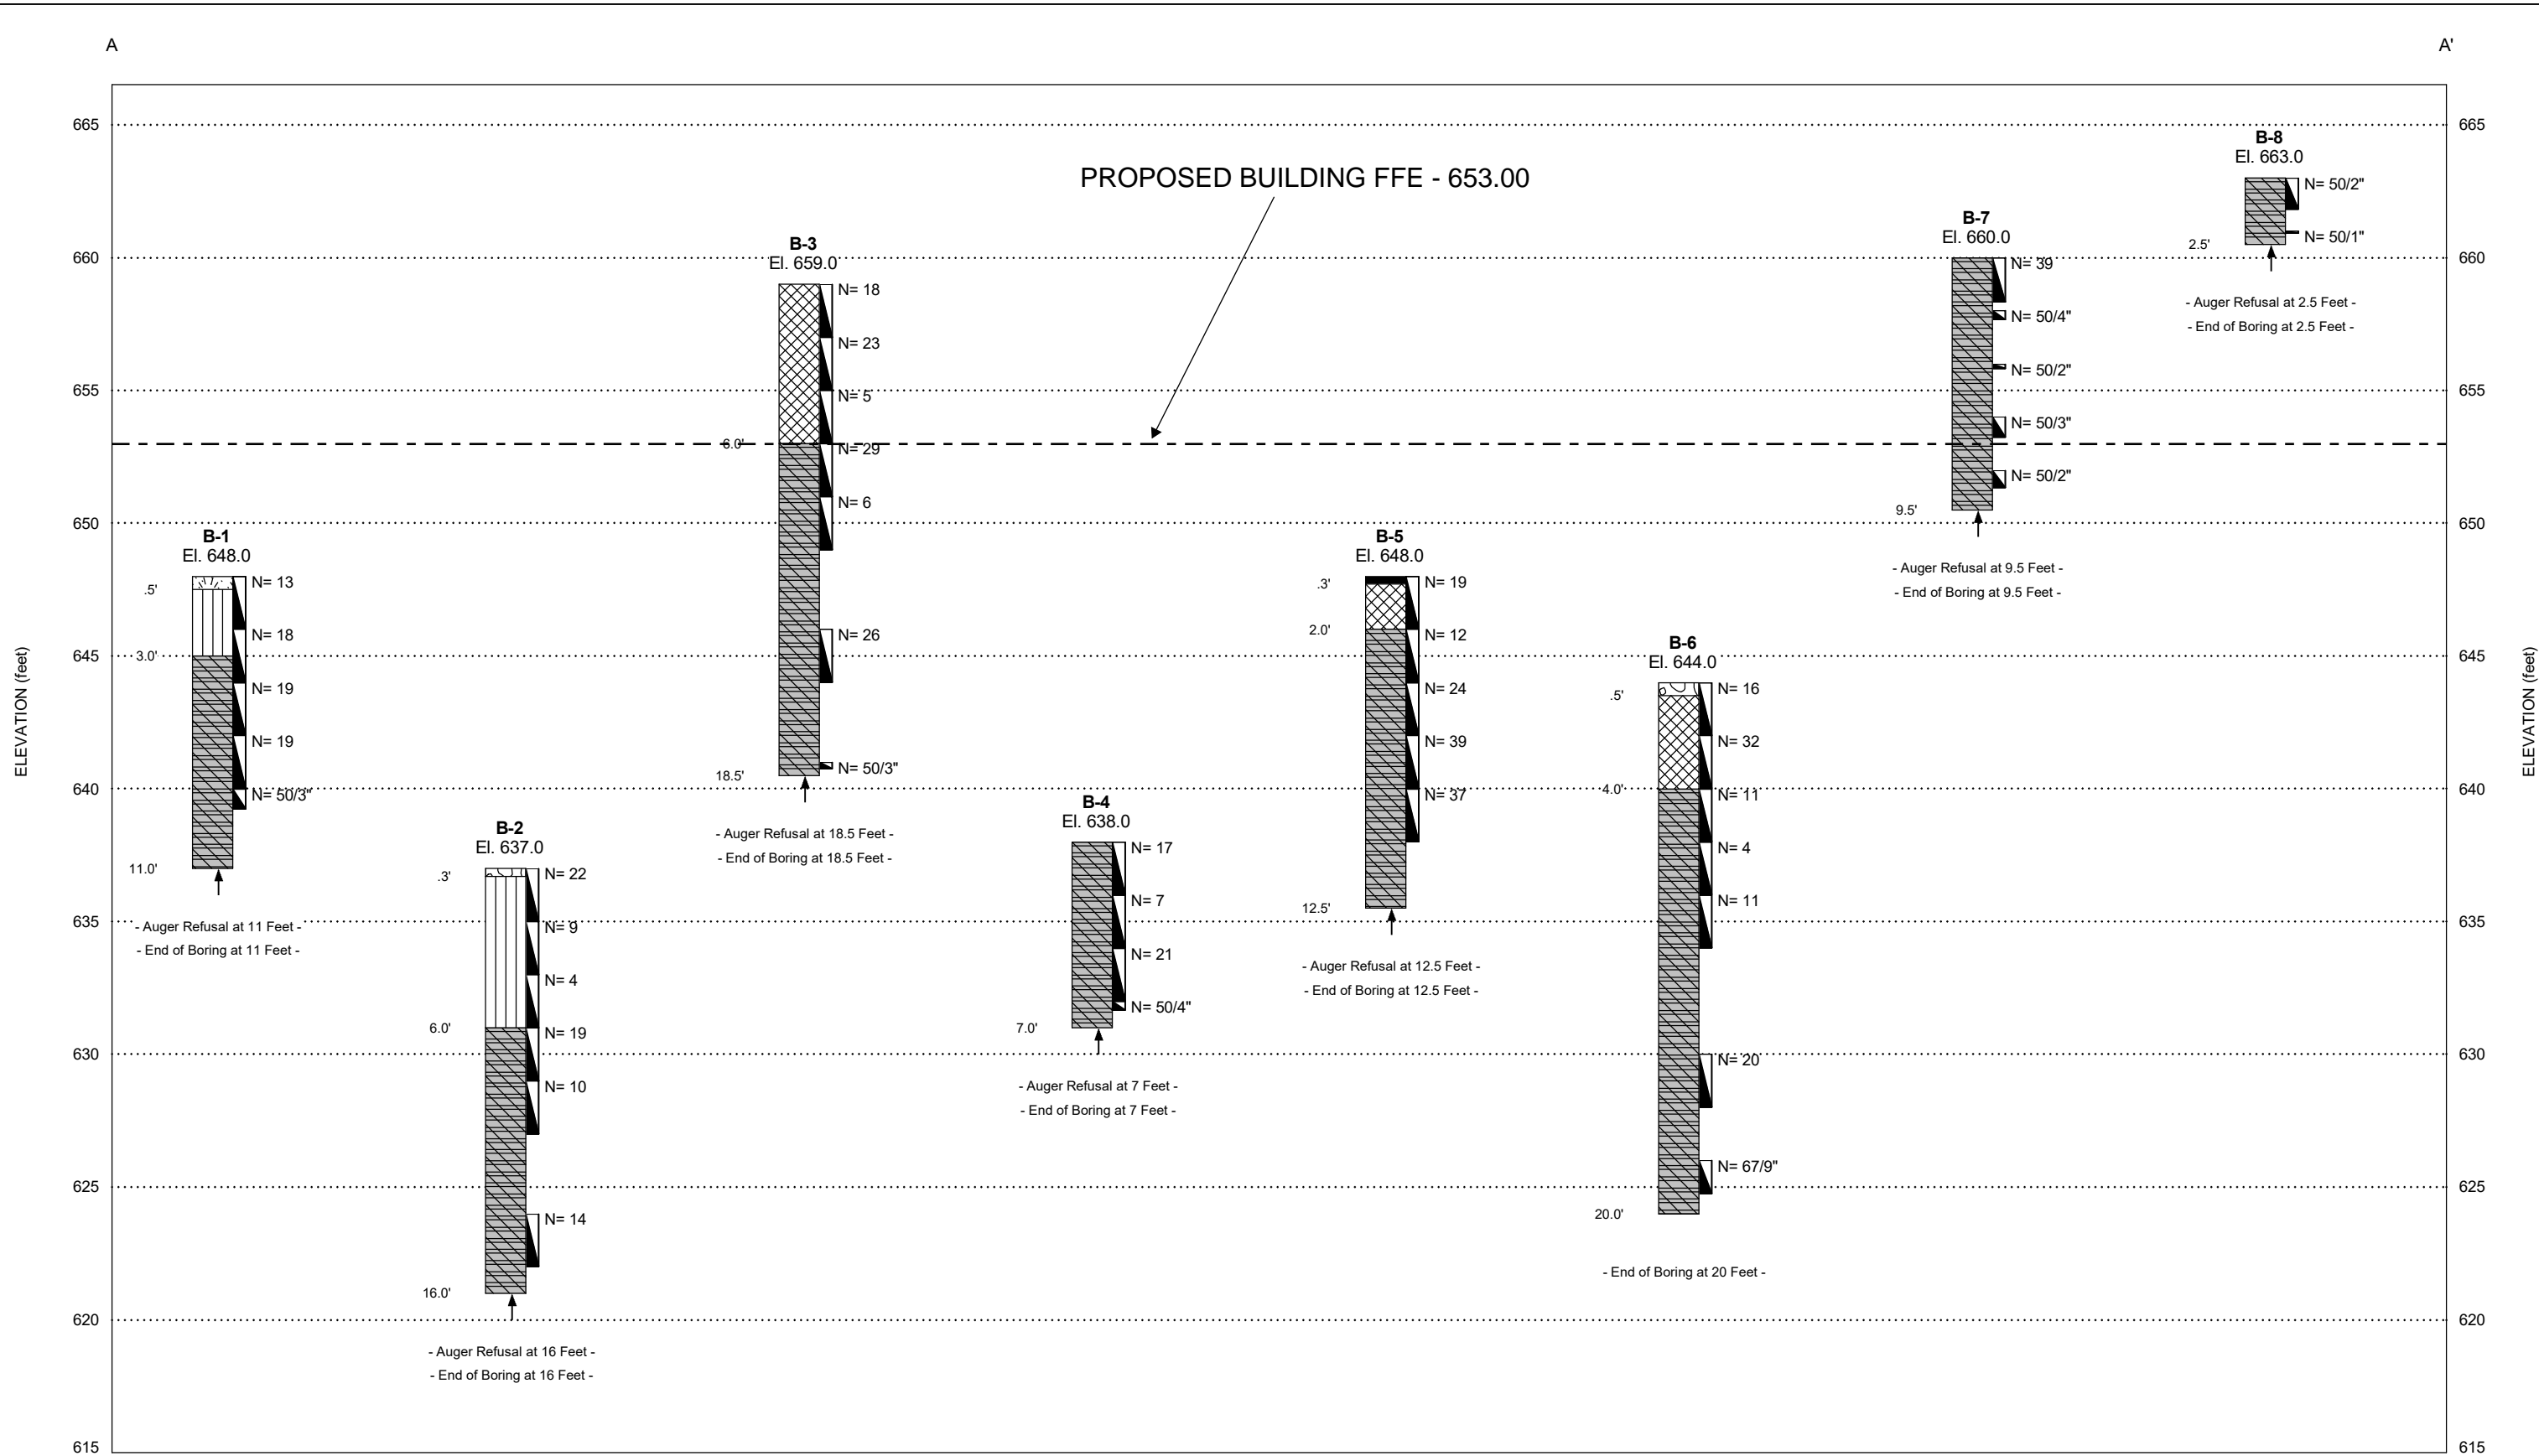 A
A'
665
665
B-8
El. 663.0
PROPOSED BUILDING FFE - 653.00
N= 50/2"
B-7
El. 660.0
N= 50/1"
2.5'
B-3
El. 659.0
660
660
N= 39
N= 18
- Auger Refusal at 2.5 Feet -
- End of Boring at 2.5 Feet -
N= 50/4"
N= 23
N= 50/2"
655
655
N= 5
N= 50/3"
6.0'
N= 29
N= 50/2"
N= 6
9.5'
650
650
B-1
El. 648.0
B-5
El. 648.0
- Auger Refusal at 9.5 Feet -
- End of Boring at 9.5 Feet -
N= 13
.5'
N= 19
.3'
N= 18
N= 26
2.0'
N= 12
B-6
El. 644.0
645
3.0'
645
ELEVATION (feet)
ELEVATION (feet)
N= 19
N= 24
.5'
N= 16
N= 19
N= 39
N= 32
18.5'
N= 50/3"
640
N= 50/3"
N= 37
4.0'
N= 11
640
B-4
El. 638.0
B-2
El. 637.0
- Auger Refusal at 18.5 Feet -
- End of Boring at 18.5 Feet -
N= 17
N= 4
11.0'
.3'
N= 22
N= 7
12.5'
N= 11
635
635
- Auger Refusal at 11 Feet -
- End of Boring at 11 Feet -
N= 9
N= 21
- Auger Refusal at 12.5 Feet -
- End of Boring at 12.5 Feet -
N= 4
N= 50/4"
6.0'
N= 19
7.0'
630
630
N= 20
N= 10
- Auger Refusal at 7 Feet -
- End of Boring at 7 Feet -
N= 67/9"
625
625
N= 14
20.0'
- End of Boring at 20 Feet -
16.0'
620
620
- Auger Refusal at 16 Feet -
- End of Boring at 16 Feet -
615
615